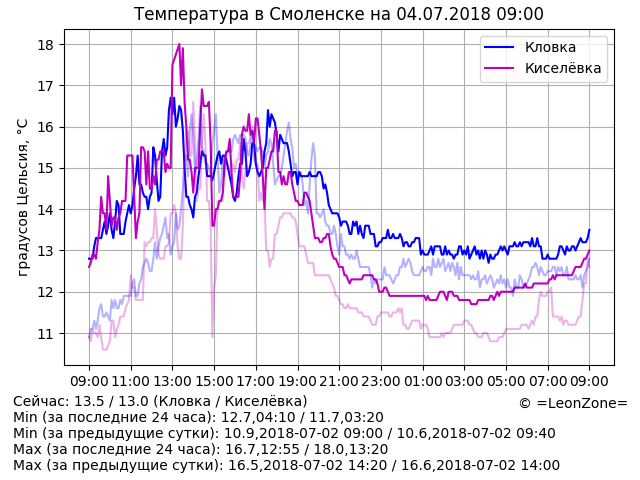 Температура в Смоленске на 04.07.2018 09:00
Кловка
Киселёвка
градусов Цельсия, °C
18
17
16
15
14
13
12
11
09:00 11:00 13:00 15:00 17:00 19:00 21:00 23:00 01:00 03:00 05:00 07:00 09:00
Сейчас: 13.5 / 13.0 (Кловка / Киселёвка)
© =LeonZone=
Min (за последние 24 часа): 12.7,04:10 / 11.7,03:20
Min (за предыдущие сутки): 10.9,2018-07-02 09:00 / 10.6,2018-07-02 09:40
Max (за последние 24 часа): 16.7,12:55 / 18.0,13:20
Max (за предыдущие сутки): 16.5,2018-07-02 14:20 / 16.6,2018-07-02 14:00